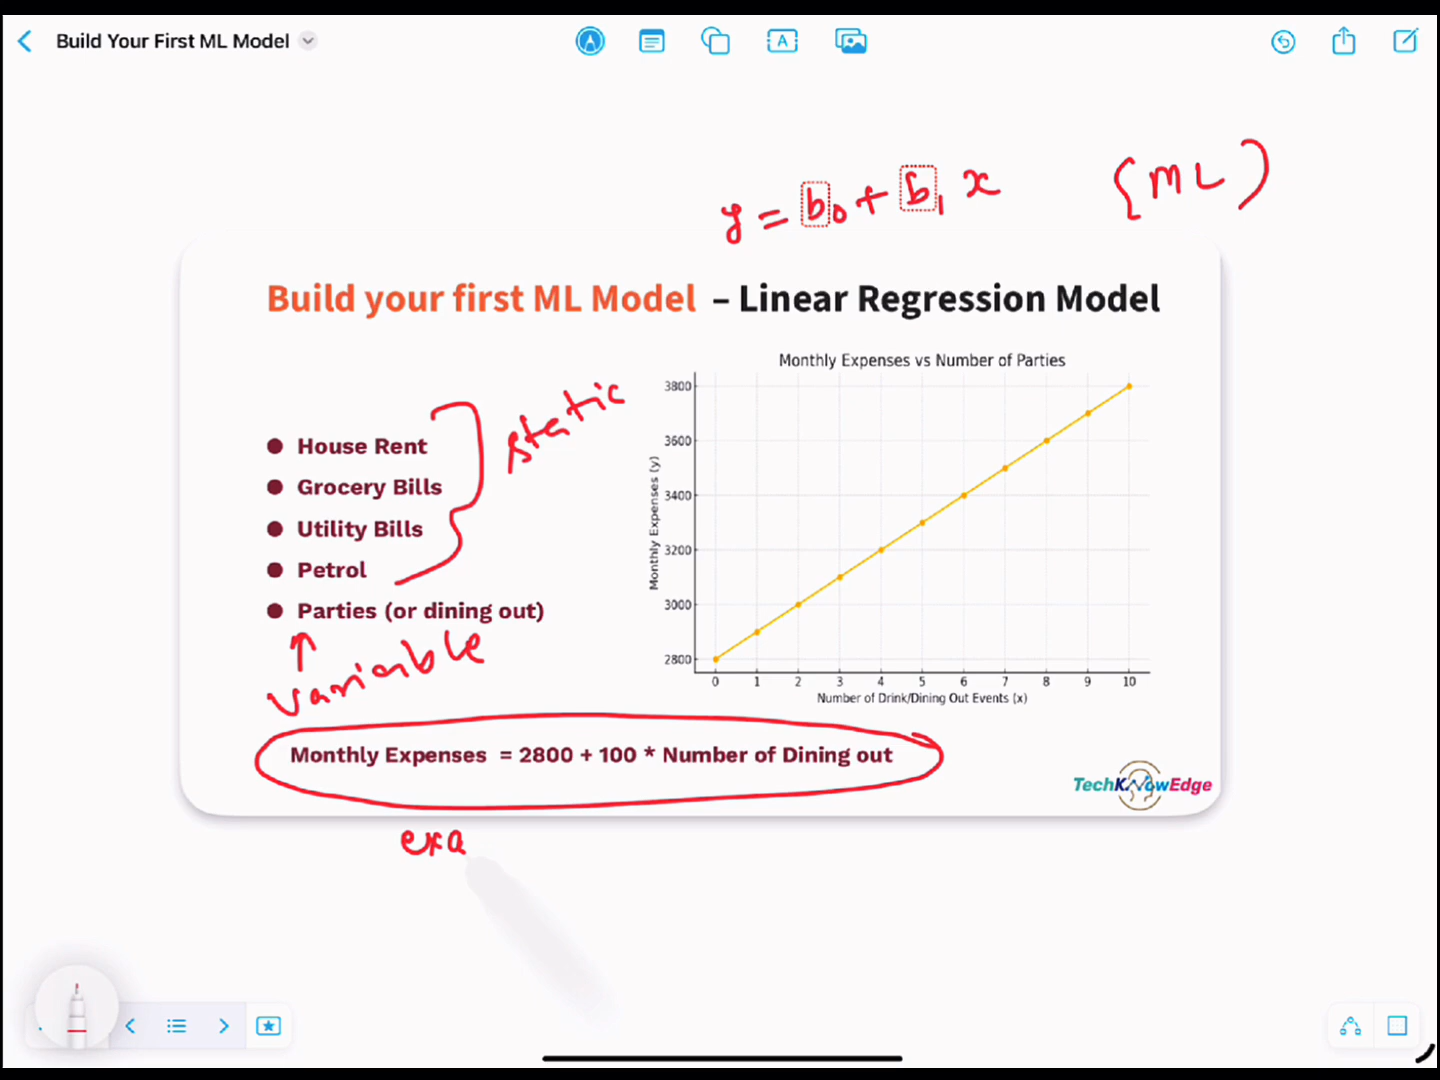 Build Your First ML Model
A
y = b0 + b1 x
(ML)
Build your first ML Model – Linear Regression Model
House Rent
Grocery Bills
Utility Bills
Petrol
Parties (or dining out)
static
variable
Monthly Expenses vs Number of Parties
Monthly Expenses (y)
3800
3600
3400
3200
3000
2800
0 1 2 3 4 5 6 7 8 9 10
Number of Drink/Dining Out Events (x)
Monthly Expenses = 2800 + 100 * Number of Dining out
TechKNowEdge
exa